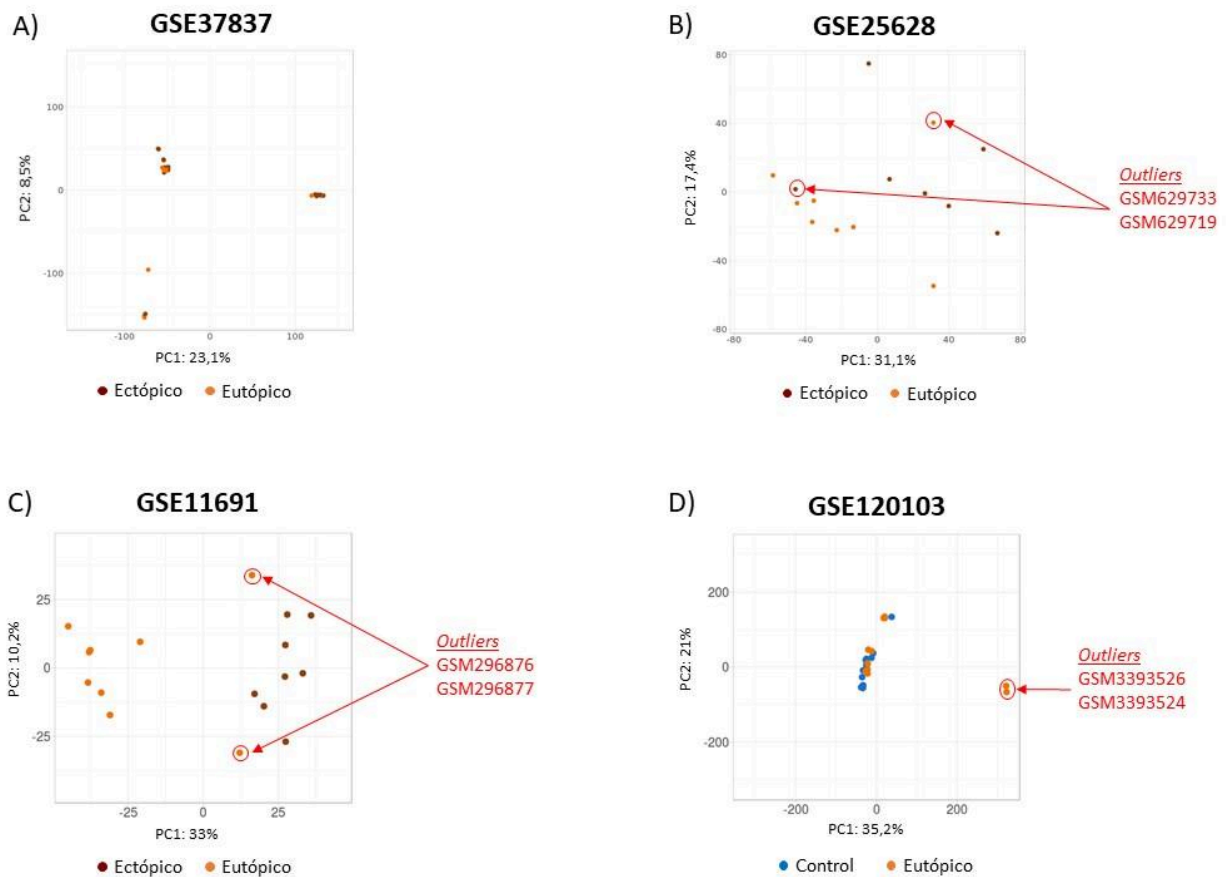 A)
GSE37837
100
0
-100
-100
0
100
PC2: 8,5%
PC1: 23,1%
Ectópico
Eutópico
B)
GSE25628
80
40
0
-40
-80
-80
-40
0
40
80
PC2: 17,4%
PC1: 31,1%
Ectópico
Eutópico
Outliers
GSM629733
GSM629719
C)
GSE11691
25
0
-25
-25
0
25
PC2: 10,2%
PC1: 33%
Ectópico
Eutópico
Outliers
GSM296876
GSM296877
D)
GSE120103
200
0
-200
-200
0
200
PC2: 21%
PC1: 35,2%
Control
Eutópico
Outliers
GSM3393526
GSM3393524